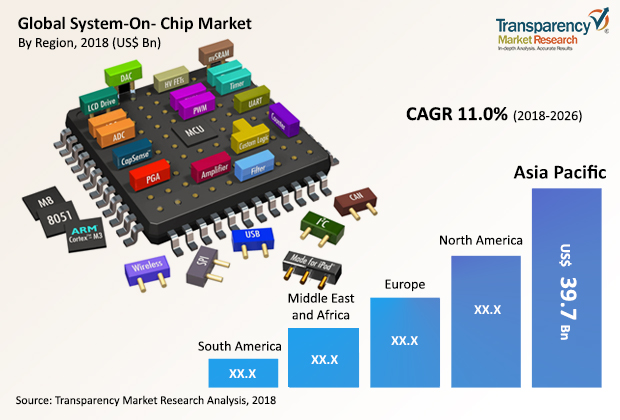 Global System-On- Chip Market
By Region, 2018 (US$ Bn)
Transparency
Market Research
In-depth Analysis. Accurate Results.
CAGR 11.0% (2018-2026)
nvSRAM
DAC
HV FETs
Timer
LCD Drive
PWM
UART
ADC
MCU
Counter
CapSense
Custom Logic
PGA
Amplifier
Filter
M8
8051
ARM
Cortex™ M3
CAN
I²C
USB
Wireless
SPI
Made for iPod
Asia Pacific
US$ 39.7 Bn
North America
XX.X
Europe
XX.X
Middle East
and Africa
XX.X
South America
XX.X
Source: Transparency Market Research Analysis, 2018